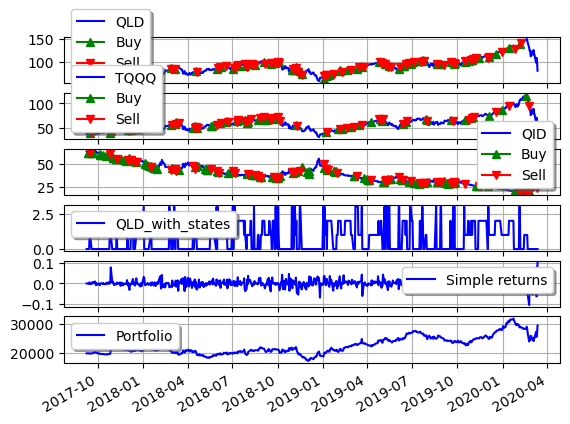 QLD
Buy
Sell
150
100
TQQQ
Buy
Sell
100
50
QID
Buy
Sell
50
25
QLD_with_states
2.5
0.0
Simple returns
0.1
0.0
−0.1
Portfolio
30000
20000
2017-10
2018-01
2018-04
2018-07
2018-10
2019-01
2019-04
2019-07
2019-10
2020-01
2020-04